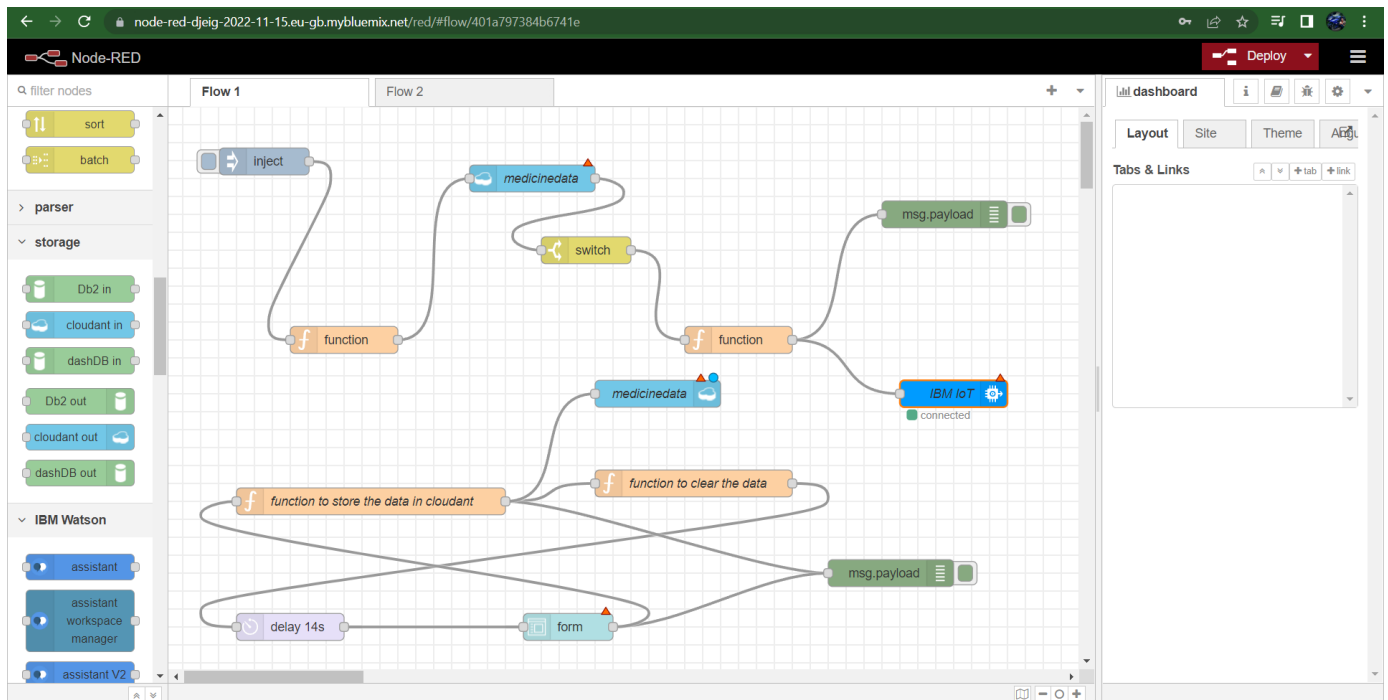 node-red-djeig-2022-11-15.eu-gb.mybluemix.net/red/#flow/401a797384b6741e
Node-RED
Deploy
filter nodes
Flow 1
Flow 2
dashboard
i
sort
batch
parser
storage
Db2 in
cloudant in
dashDB in
Db2 out
cloudant out
dashDB out
IBM Watson
assistant
assistant
workspace
manager
assistant V2
inject
medicinedata
switch
msg.payload
function
function
medicinedata
IBM IoT
connected
function to clear the data
function to store the data in cloudant
msg.payload
delay 14s
form
Layout
Site
Theme
Tabs & Links
+ tab
+ link